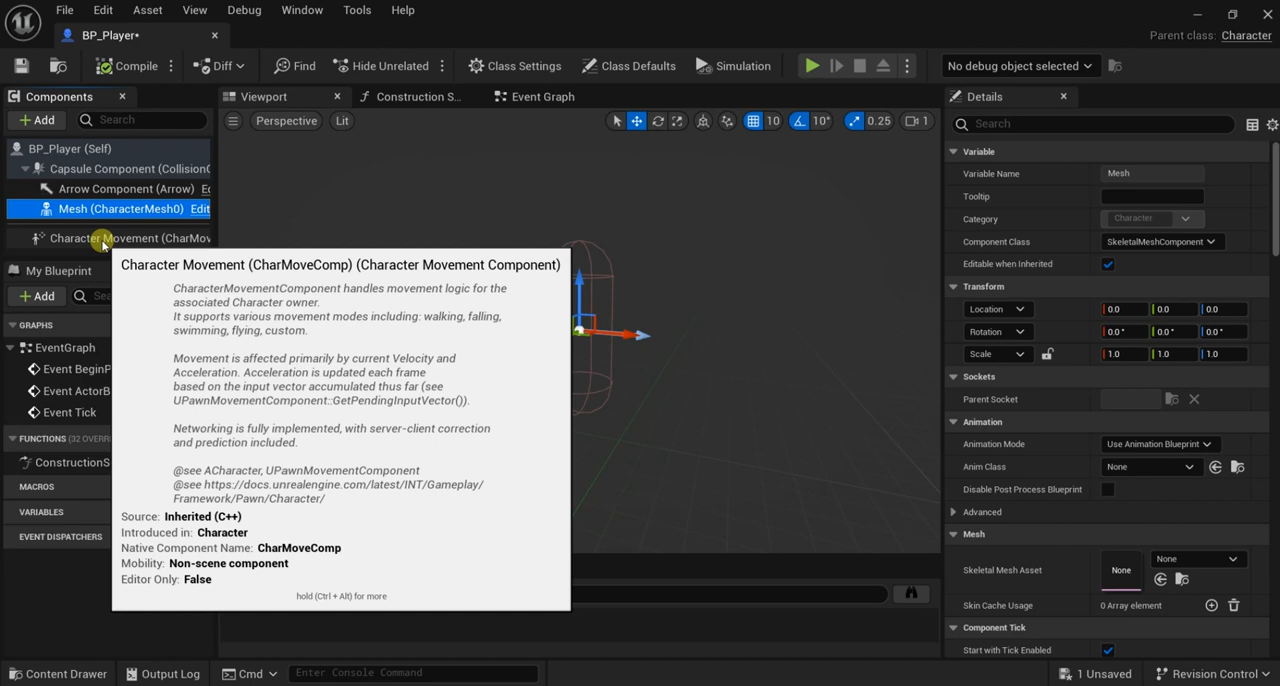 File Edit Asset View Debug Window Tools Help
BP_Player•
Parent class: Character
Compile Diff Find Hide Unrelated Class Settings Class Defaults Simulation No debug object selected
Components Viewport Construction S... Event Graph Details
Add Search Perspective Lit 10 10° 0.25 1 Search
BP_Player (Self)
Capsule Component (Collision
Arrow Component (Arrow)
Mesh (CharacterMesh0) Edit
Character Movement (CharMov
My Blueprint
Add
GRAPHS
EventGraph
Event BeginP
Event ActorB
Event Tick
FUNCTIONS (32 OVERR
ConstructionS
MACROS
VARIABLES
EVENT DISPATCHERS
Character Movement (CharMoveComp) (Character Movement Component)
CharacterMovementComponent handles movement logic for the
associated Character owner.
It supports various movement modes including: walking, falling,
swimming, flying, custom.
Movement is affected primarily by current Velocity and
Acceleration. Acceleration is updated each frame
based on the input vector accumulated thus far (see
UPawnMovementComponent::GetPendingInputVector()).
Networking is fully implemented, with server-client correction
and prediction included.
@see ACharacter, UPawnMovementComponent
@see https://docs.unrealengine.com/latest/INT/Gameplay/
Framework/Pawn/Character/
Source: Inherited (C++)
Introduced in: Character
Native Component Name: CharMoveComp
Mobility: Non-scene component
Editor Only: False
hold (Ctrl + Alt) for more
Variable
Variable Name Mesh
Tooltip
Category Character
Component Class SkeletalMeshComponent
Editable when Inherited
Transform
Location 0.0 0.0 0.0
Rotation 0.0° 0.0° 0.0°
Scale 1.0 1.0 1.0
Sockets
Parent Socket
Animation
Animation Mode Use Animation Blueprint
Anim Class None
Disable Post Process Blueprint
Advanced
Mesh
Skeletal Mesh Asset None None
Skin Cache Usage 0 Array element
Component Tick
Start with Tick Enabled
Content Drawer Output Log Cmd Enter Console Command 1 Unsaved Revision Control